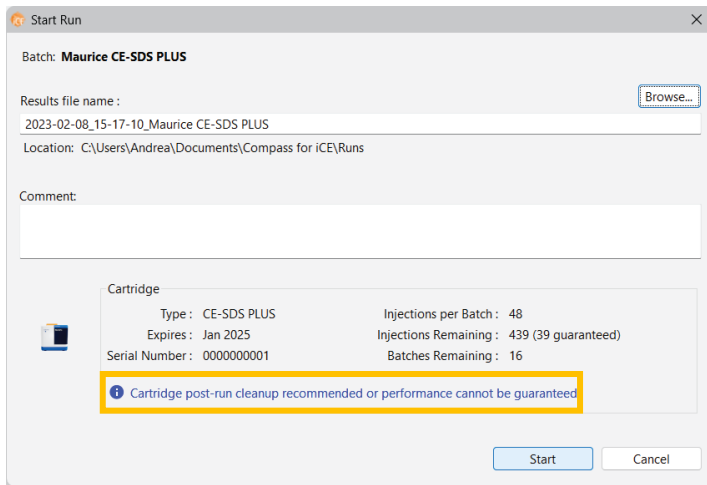 Start Run
Batch: Maurice CE-SDS PLUS
Results file name :
Browse...
2023-02-08_15-17-10_Maurice CE-SDS PLUS
Location: C:\Users\Andrea\Documents\Compass for iCE\Runs
Comment:
Cartridge
Type : CE-SDS PLUS Injections per Batch : 48
Expires : Jan 2025 Injections Remaining : 439 (39 guaranteed)
Serial Number : 0000000001 Batches Remaining : 16
Cartridge post-run cleanup recommended or performance cannot be guaranteed
Start Cancel